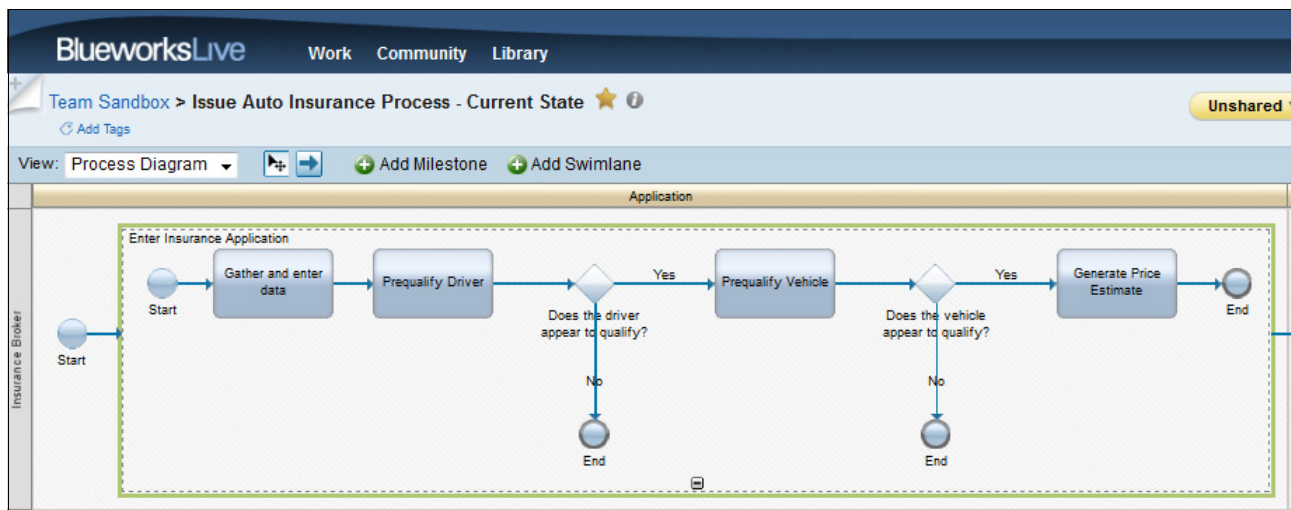 BlueworksLive
Work Community Library
Team Sandbox > Issue Auto Insurance Process - Current State
Unshared
Add Tags
View: Process Diagram
Add Milestone
Add Swimlane
Application
Insurance Broker
Start
Enter Insurance Application
Start
Gather and enter
data
Prequalify Driver
Does the driver
appear to qualify?
Yes
No
End
Prequalify Vehicle
Does the vehicle
appear to qualify?
Yes
No
End
Generate Price
Estimate
End